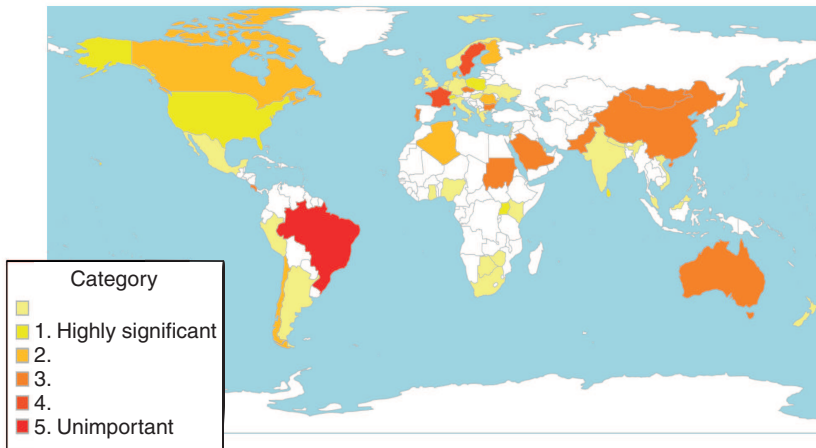 Category
1. Highly significant
2.
3.
4.
5. Unimportant